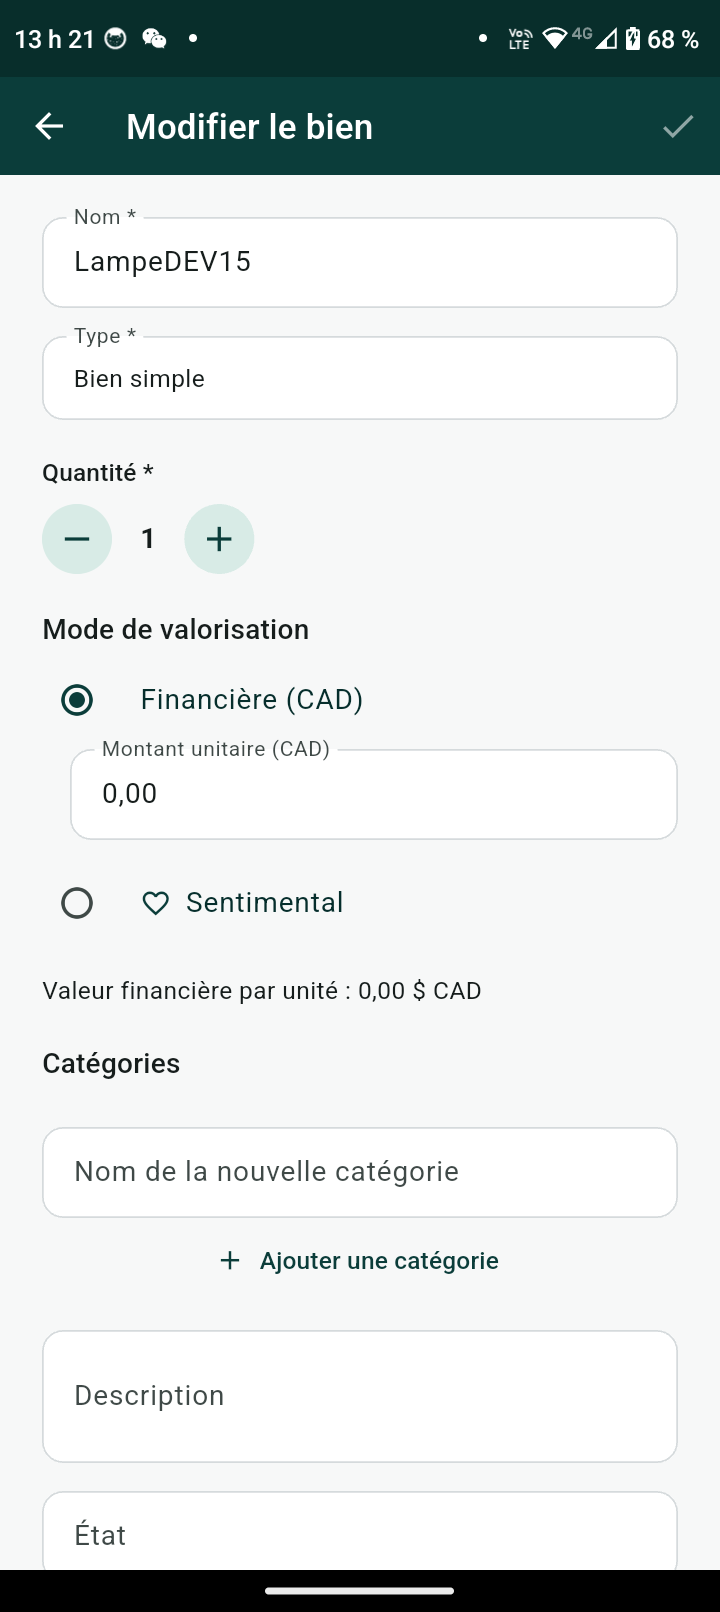 13 h 21
Vo LTE 4G 68 %
Modifier le bien
Nom *
LampeDEV15
Type *
Bien simple
Quantité *
1
Mode de valorisation
Financière (CAD)
Montant unitaire (CAD)
0,00
Sentimental
Valeur financière par unité : 0,00 $ CAD
Catégories
Nom de la nouvelle catégorie
Ajouter une catégorie
Description
État